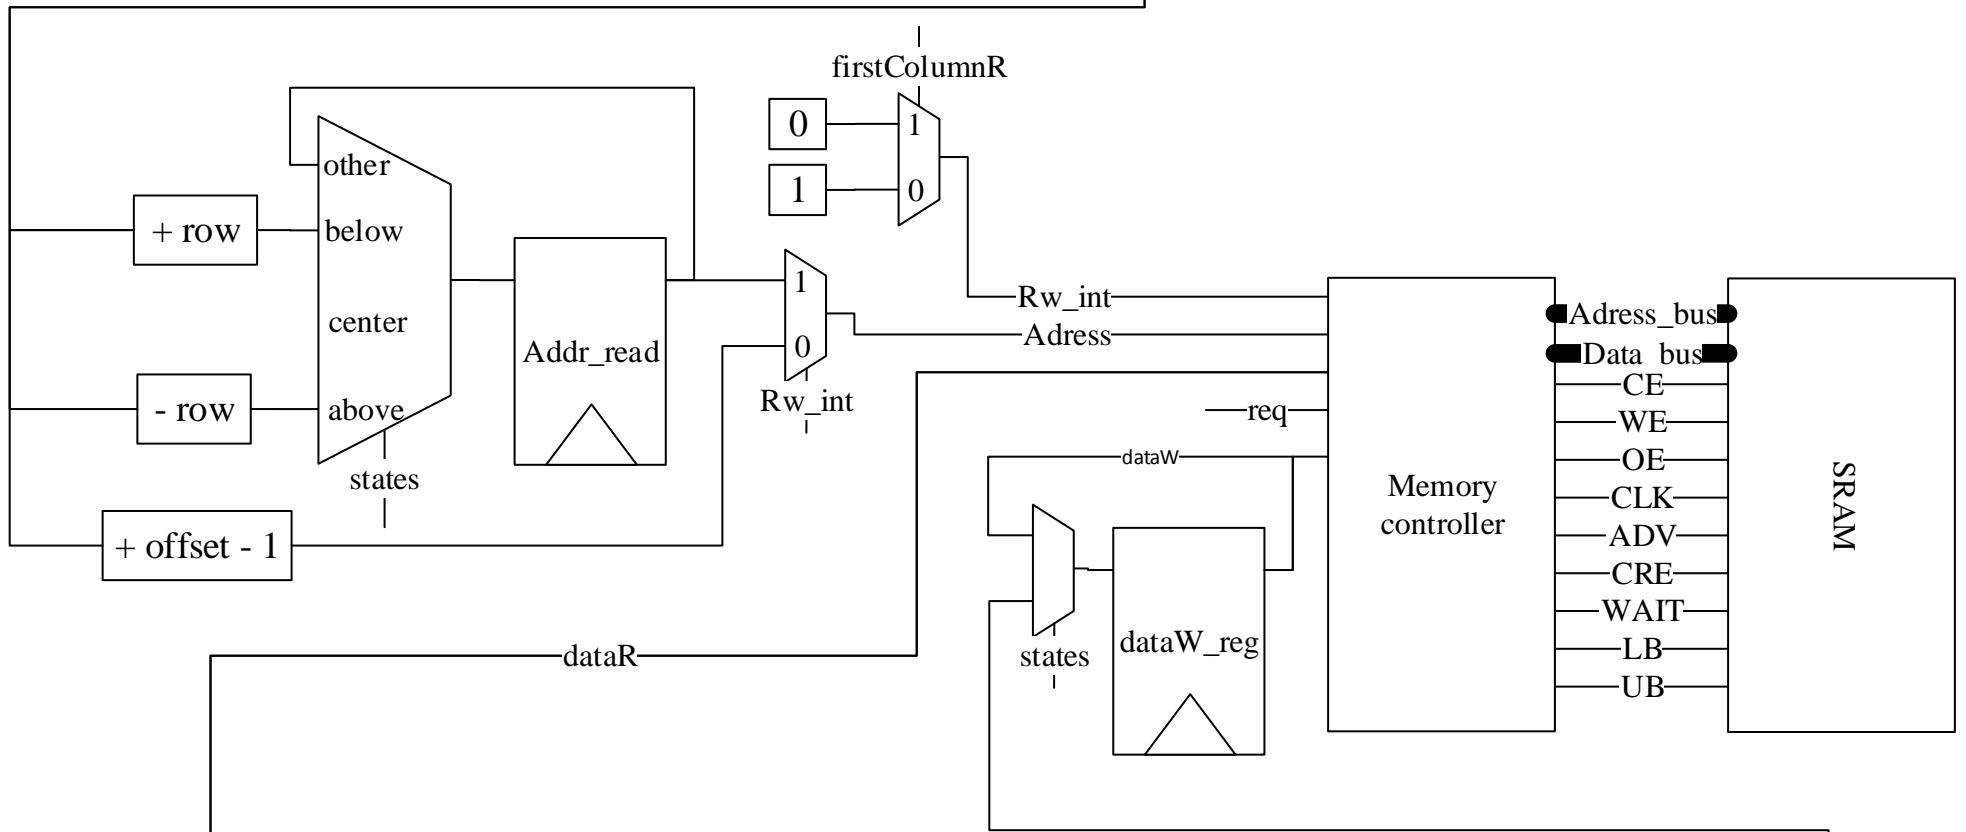 firstColumnR
0
1
1
0
other
+ row
below
center
- row
above
states
Addr_read
1
0
Rw_int
+ offset - 1
dataR
Rw_int
Adress
req
dataW
states
dataW_reg
Memory
controller
Adress_bus
Data_bus
CE
WE
OE
CLK
ADV
CRE
WAIT
LB
UB
SRAM